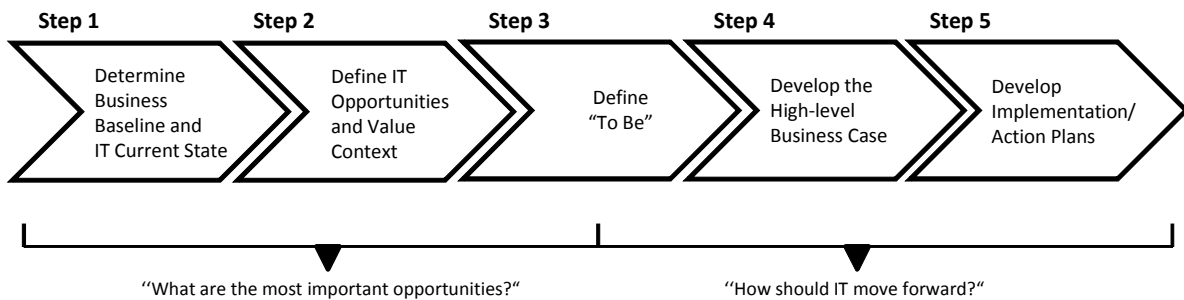 Step 1
Step 2
Step 3
Step 4
Step 5
Determine
Business
Baseline and
IT Current State
Define IT
Opportunities
and Value
Context
Define
“To Be”
Develop the
High-level
Business Case
Develop
Implementation/
Action Plans
‘‘What are the most important opportunities?“
‘‘How should IT move forward?“